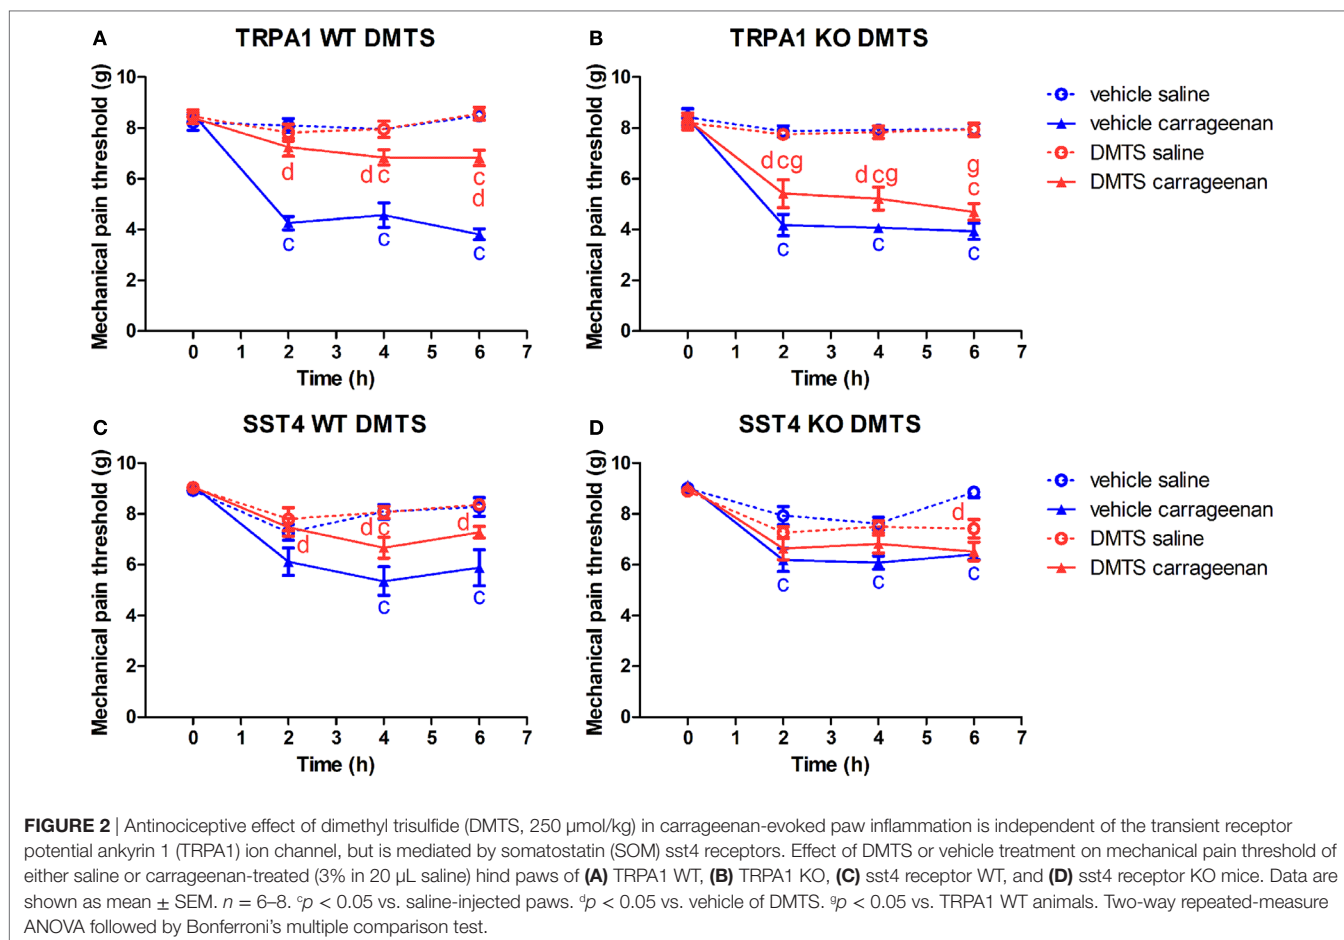 A
TRPA1 WT DMTS
Mechanical pain threshold (g)
10
8
6
4
2
0
d
d c
c
d
c
c
c
0 1 2 3 4 5 6 7
Time (h)
B
TRPA1 KO DMTS
Mechanical pain threshold (g)
10
8
6
4
2
0
d cg
d cg
g
c
c
c
c
0 1 2 3 4 5 6 7
Time (h)
vehicle saline
vehicle carrageenan
DMTS saline
DMTS carrageenan
C
SST4 WT DMTS
Mechanical pain threshold (g)
10
8
6
4
2
0
d
d c
d
c
c
0 1 2 3 4 5 6 7
Time (h)
D
SST4 KO DMTS
Mechanical pain threshold (g)
10
8
6
4
2
0
d
c
c
c
0 1 2 3 4 5 6 7
Time (h)
vehicle saline
vehicle carrageenan
DMTS saline
DMTS carrageenan
FIGURE 2 | Antinociceptive effect of dimethyl trisulfide (DMTS, 250 µmol/kg) in carrageenan-evoked paw inflammation is independent of the transient receptor
potential ankyrin 1 (TRPA1) ion channel, but is mediated by somatostatin (SOM) sst4 receptors. Effect of DMTS or vehicle treatment on mechanical pain threshold of
either saline or carrageenan-treated (3% in 20 µL saline) hind paws of (A) TRPA1 WT, (B) TRPA1 KO, (C) sst4 receptor WT, and (D) sst4 receptor KO mice. Data are
shown as mean ± SEM. n = 6–8. ᶜp < 0.05 vs. saline-injected paws. ᵈp < 0.05 vs. vehicle of DMTS. ᵍp < 0.05 vs. TRPA1 WT animals. Two-way repeated-measure
ANOVA followed by Bonferroni's multiple comparison test.